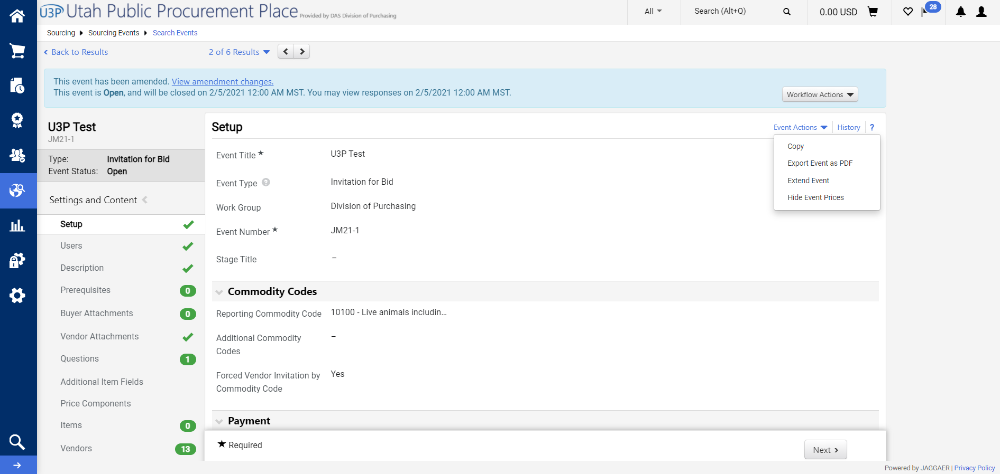 U3P Utah Public Procurement Place Provided by DAS Division of Purchasing
All
Search (Alt+Q)
0.00 USD
28
Sourcing
Sourcing Events
Search Events
Back to Results
2 of 6 Results
This event has been amended. View amendment changes.
This event is Open, and will be closed on 2/5/2021 12:00 AM MST. You may view responses on 2/5/2021 12:00 AM MST.
Workflow Actions
U3P Test
JM21-1
Type: Invitation for Bid
Event Status: Open
Settings and Content
Setup
Users
Description
Prerequisites 0
Buyer Attachments 0
Vendor Attachments
Questions 1
Additional Item Fields
Price Components
Items 0
Vendors 13
Setup
Event Actions
History
?
Copy
Export Event as PDF
Extend Event
Hide Event Prices
Event Title ★ U3P Test
Event Type ? Invitation for Bid
Work Group Division of Purchasing
Event Number ★ JM21-1
Stage Title –
Commodity Codes
Reporting Commodity Code 10100 - Live animals includin...
Additional Commodity –
Codes
Forced Vendor Invitation by Yes
Commodity Code
Payment
★ Required
Next
Powered by JAGGAER | Privacy Policy